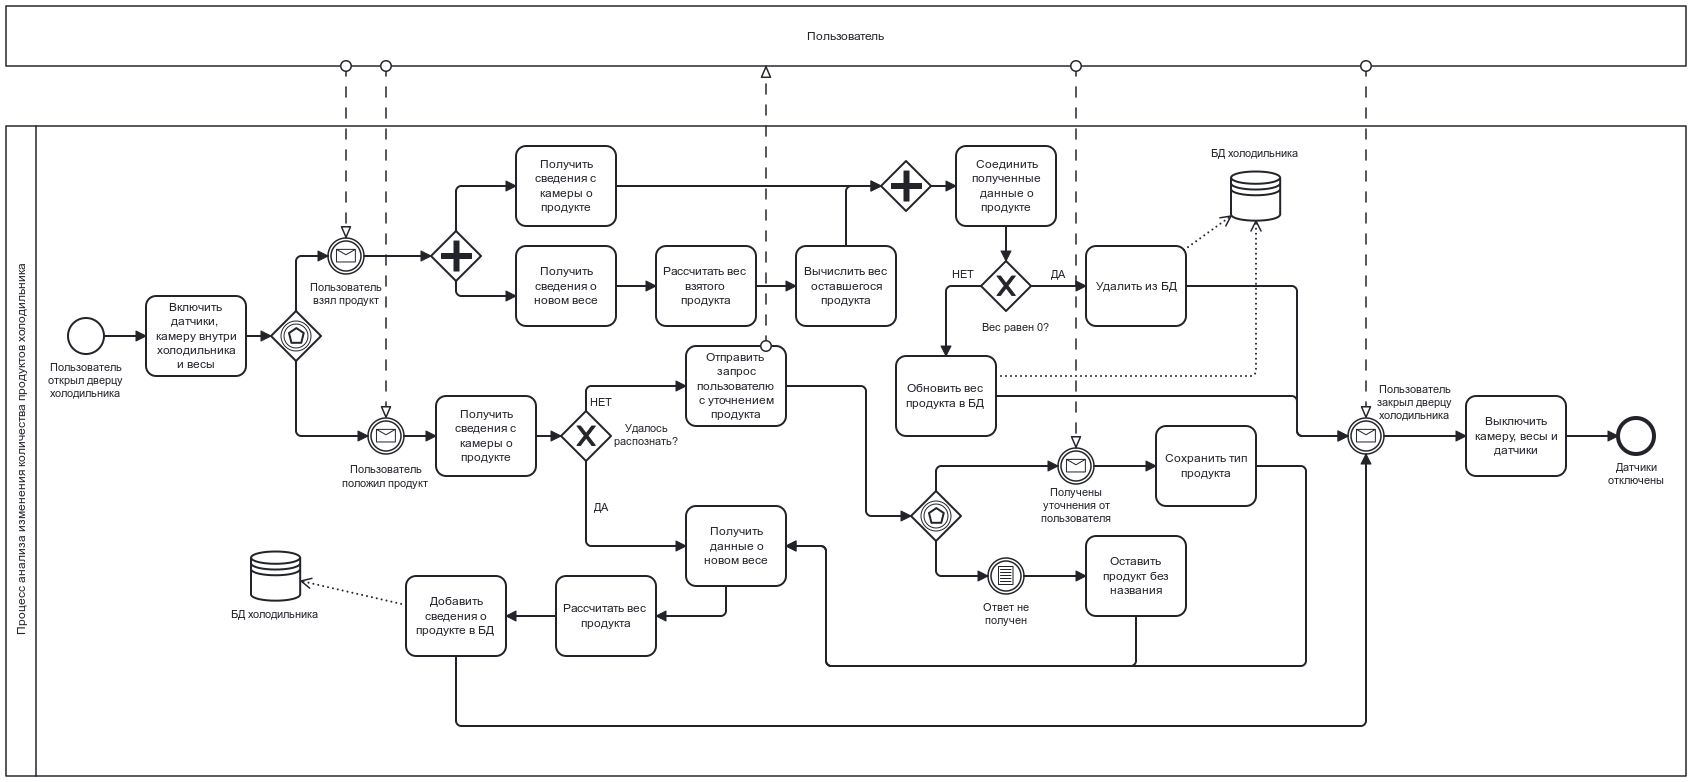 Пользователь
Процесс анализа изменения количества продуктов холодильника
Пользователь
открыл дверцу
холодильника
Включить
датчики,
камеру внутри
холодильника
и весы
Пользователь
взял продукт
Получить
сведения с
камеры о
продукте
Получить
сведения о
новом весе
Рассчитать вес
взятого
продукта
Вычислить вес
оставшегося
продукта
Соединить
полученные
данные о
продукте
НЕТ
ДА
Вес равен 0?
Удалить из БД
БД холодильника
Обновить вес
продукта в БД
Пользователь
положил продукт
Получить
сведения с
камеры о
продукте
НЕТ
Удалось
распознать?
ДА
Отправить
запрос
пользователю
с уточнением
продукта
Получены
уточнения от
пользователя
Сохранить тип
продукта
Ответ не
получен
Оставить
продукт без
названия
Получить
данные о
новом весе
Рассчитать вес
продукта
Добавить
сведения о
продукте в БД
БД холодильника
Пользователь
закрыл дверцу
холодильника
Выключить
камеру, весы и
датчики
Датчики
отключены